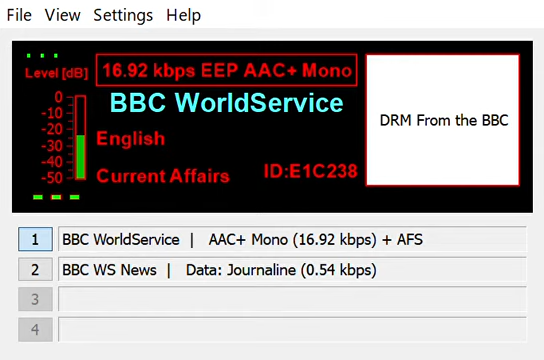 File View Settings Help
Level [dB]
16.92 kbps EEP AAC+ Mono
BBC WorldService
0
-10
-20
-30
-40
-50
English
Current Affairs
ID:E1C238
DRM From the BBC
1 BBC WorldService | AAC+ Mono (16.92 kbps) + AFS
2 BBC WS News | Data: Journaline (0.54 kbps)
3
4